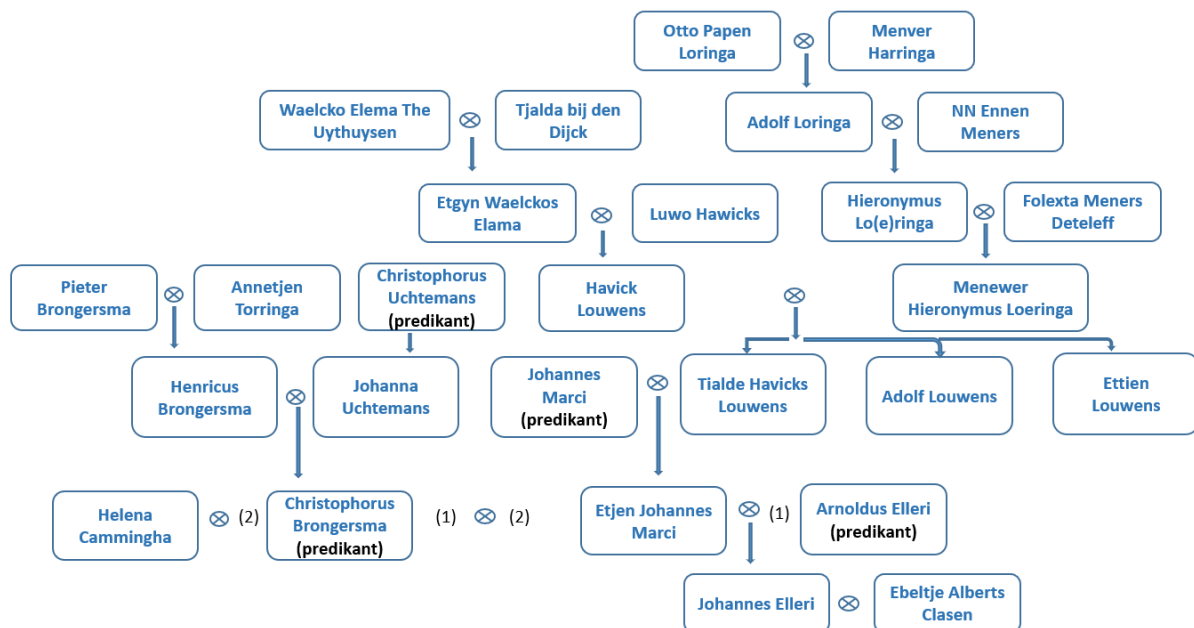 Otto Papen
Loringa
Menver
Harringa
Waelcko Elema The
Uythuysen
Tjalda bij den
Dijck
Adolf Loringa
NN Ennen
Meners
Etgyn Waelckos
Elama
Luwo Hawicks
Hieronymus
Lo(e)ringa
Folexta Meners
Deteleff
Pieter
Brongersma
Annetjen
Torringa
Christophorus
Uchtemans
(predikant)
Havick
Louwens
Menewer
Hieronymus Loeringa
Henricus
Brongersma
Johanna
Uchtemans
Johannes
Marci
(predikant)
Tialde Havicks
Louwens
Adolf Louwens
Ettien
Louwens
Helena
Cammingha
(2)
Christophorus
Brongersma
(predikant)
(1)
(2)
Etjen Johannes
Marci
(1)
Arnoldus Elleri
(predikant)
Johannes Elleri
Ebeltje Alberts
Clasen